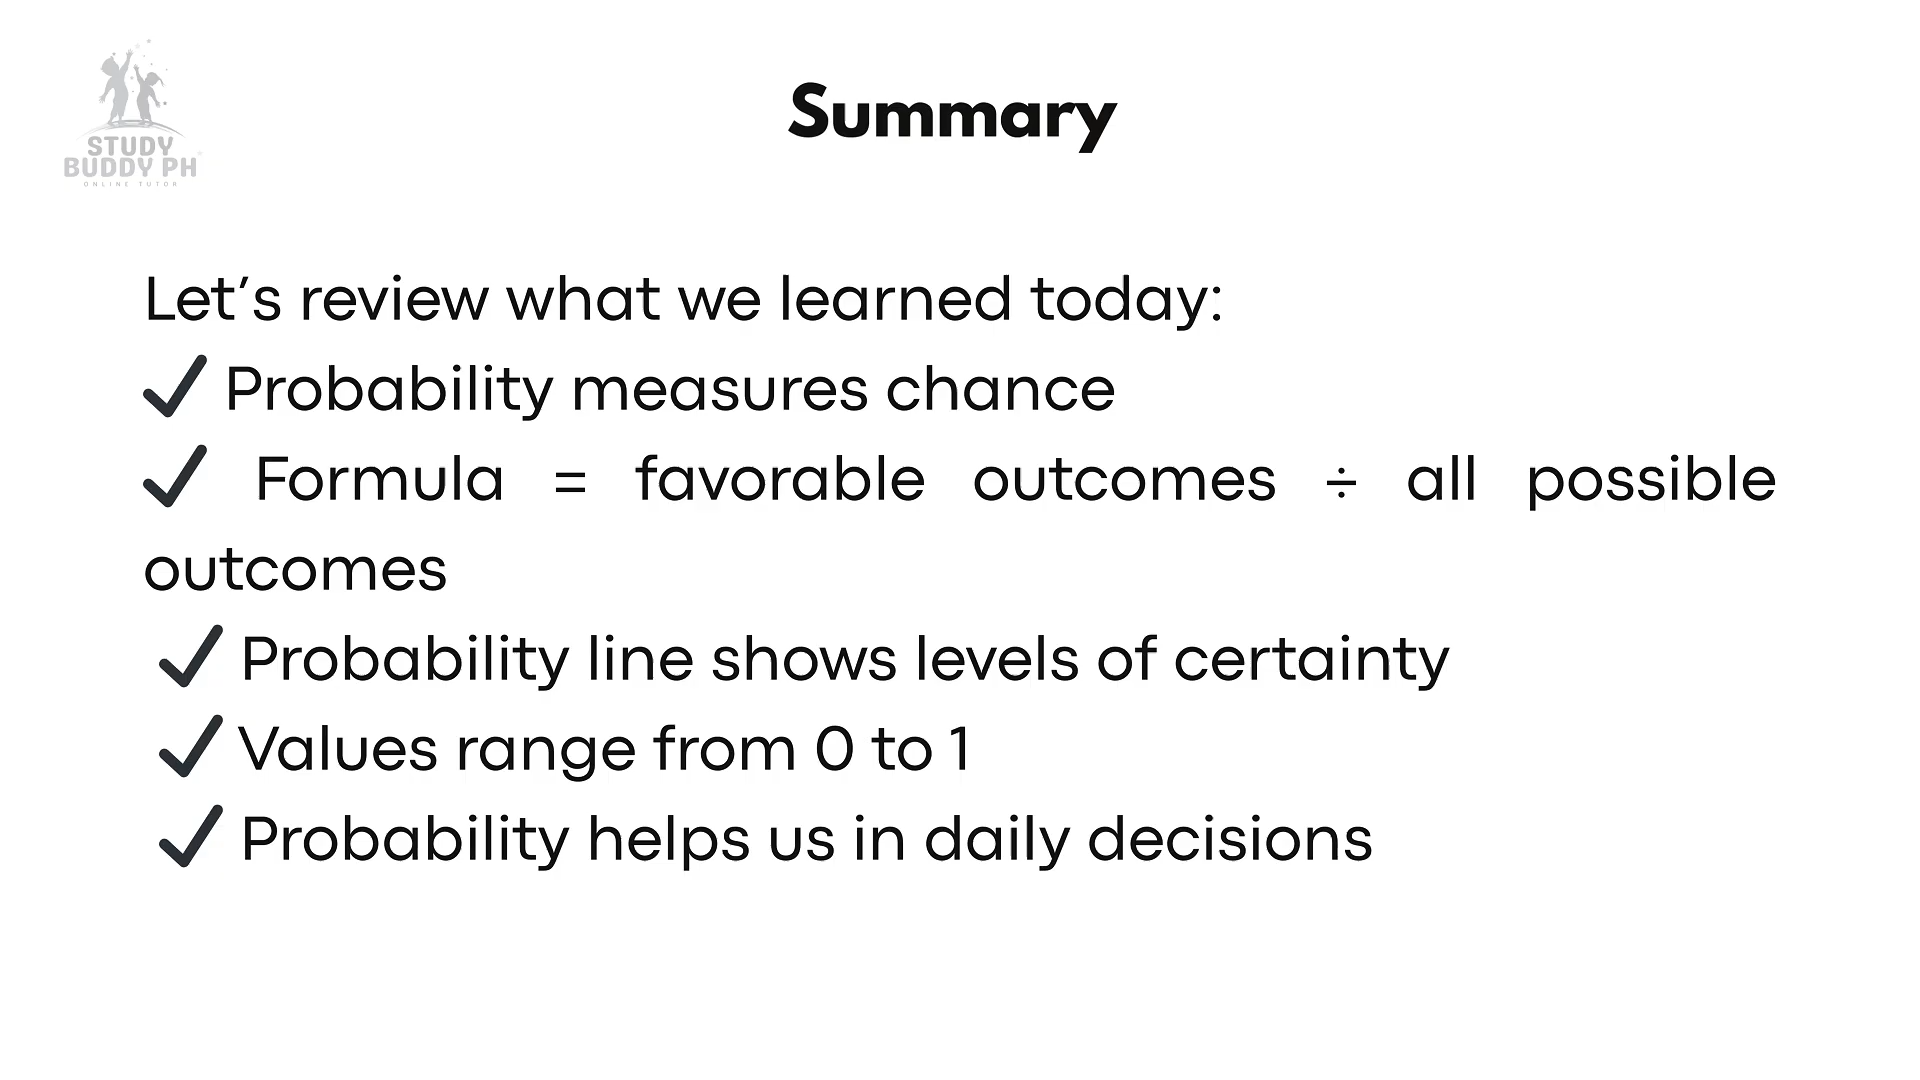 STUDY
BUDDY PH
ONLINE TUTOR
Summary
Let’s review what we learned today:
✔ Probability measures chance
✔ Formula = favorable outcomes ÷ all possible
outcomes
✔ Probability line shows levels of certainty
✔ Values range from 0 to 1
✔ Probability helps us in daily decisions